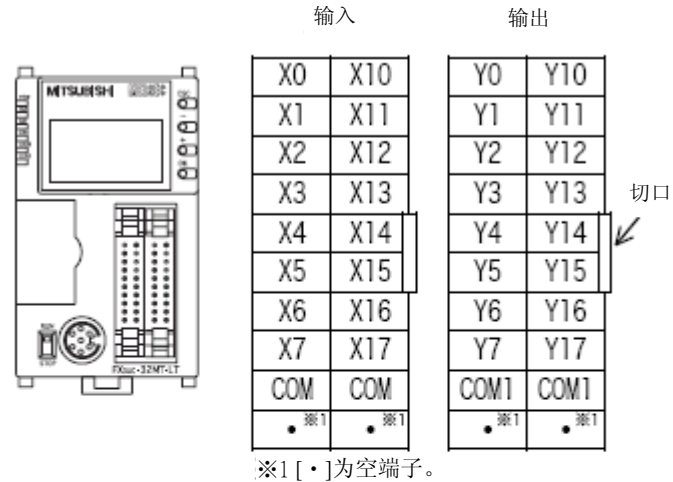 输入 输出
MITSUBISHI MELSEC
X0 X10 Y0 Y10
X1 X11 Y1 Y11
X2 X12 Y2 Y12
X3 X13 Y3 Y13
切口
X4 X14 Y4 Y14
X5 X15 Y5 Y15
X6 X16 Y6 Y16
X7 X17 Y7 Y17
STOP
FX3UC-32MT-LT
COM COM COM1 COM1
•※1 •※1 •※1 •※1
※1 [・]为空端子。